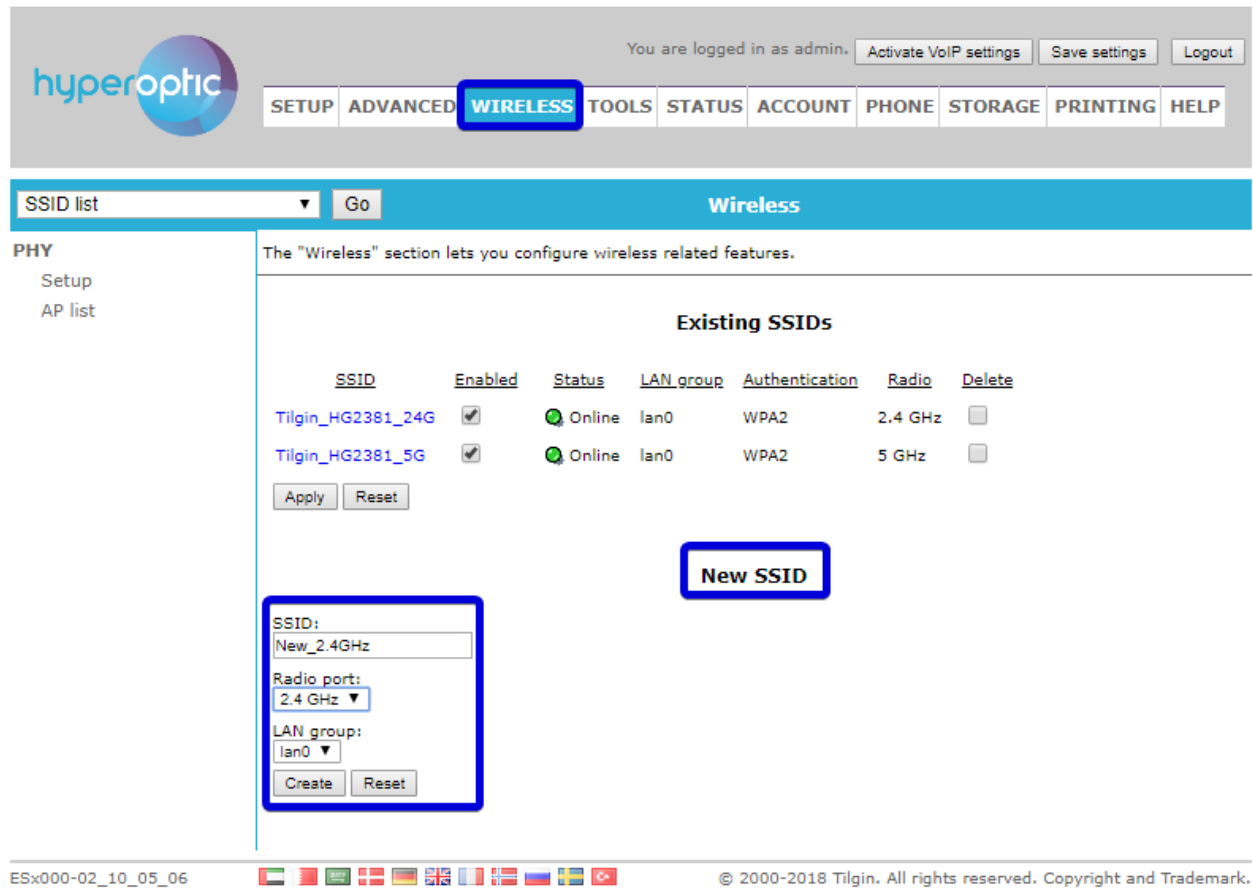 hyperoptic
You are logged in as admin. Activate VoIP settings Save settings Logout
SETUP ADVANCED WIRELESS TOOLS STATUS ACCOUNT PHONE STORAGE PRINTING HELP
SSID list Go Wireless
PHY
Setup
AP list
The "Wireless" section lets you configure wireless related features.
Existing SSIDs
SSID Enabled Status LAN group Authentication Radio Delete
Tilgin_HG2381_24G Online lan0 WPA2 2.4 GHz
Tilgin_HG2381_5G Online lan0 WPA2 5 GHz
Apply Reset
New SSID
SSID:
New_2.4GHz
Radio port:
2.4 GHz
LAN group:
lan0
Create Reset
ESx000-02_10_05_06 © 2000-2018 Tilgin. All rights reserved. Copyright and Trademark.